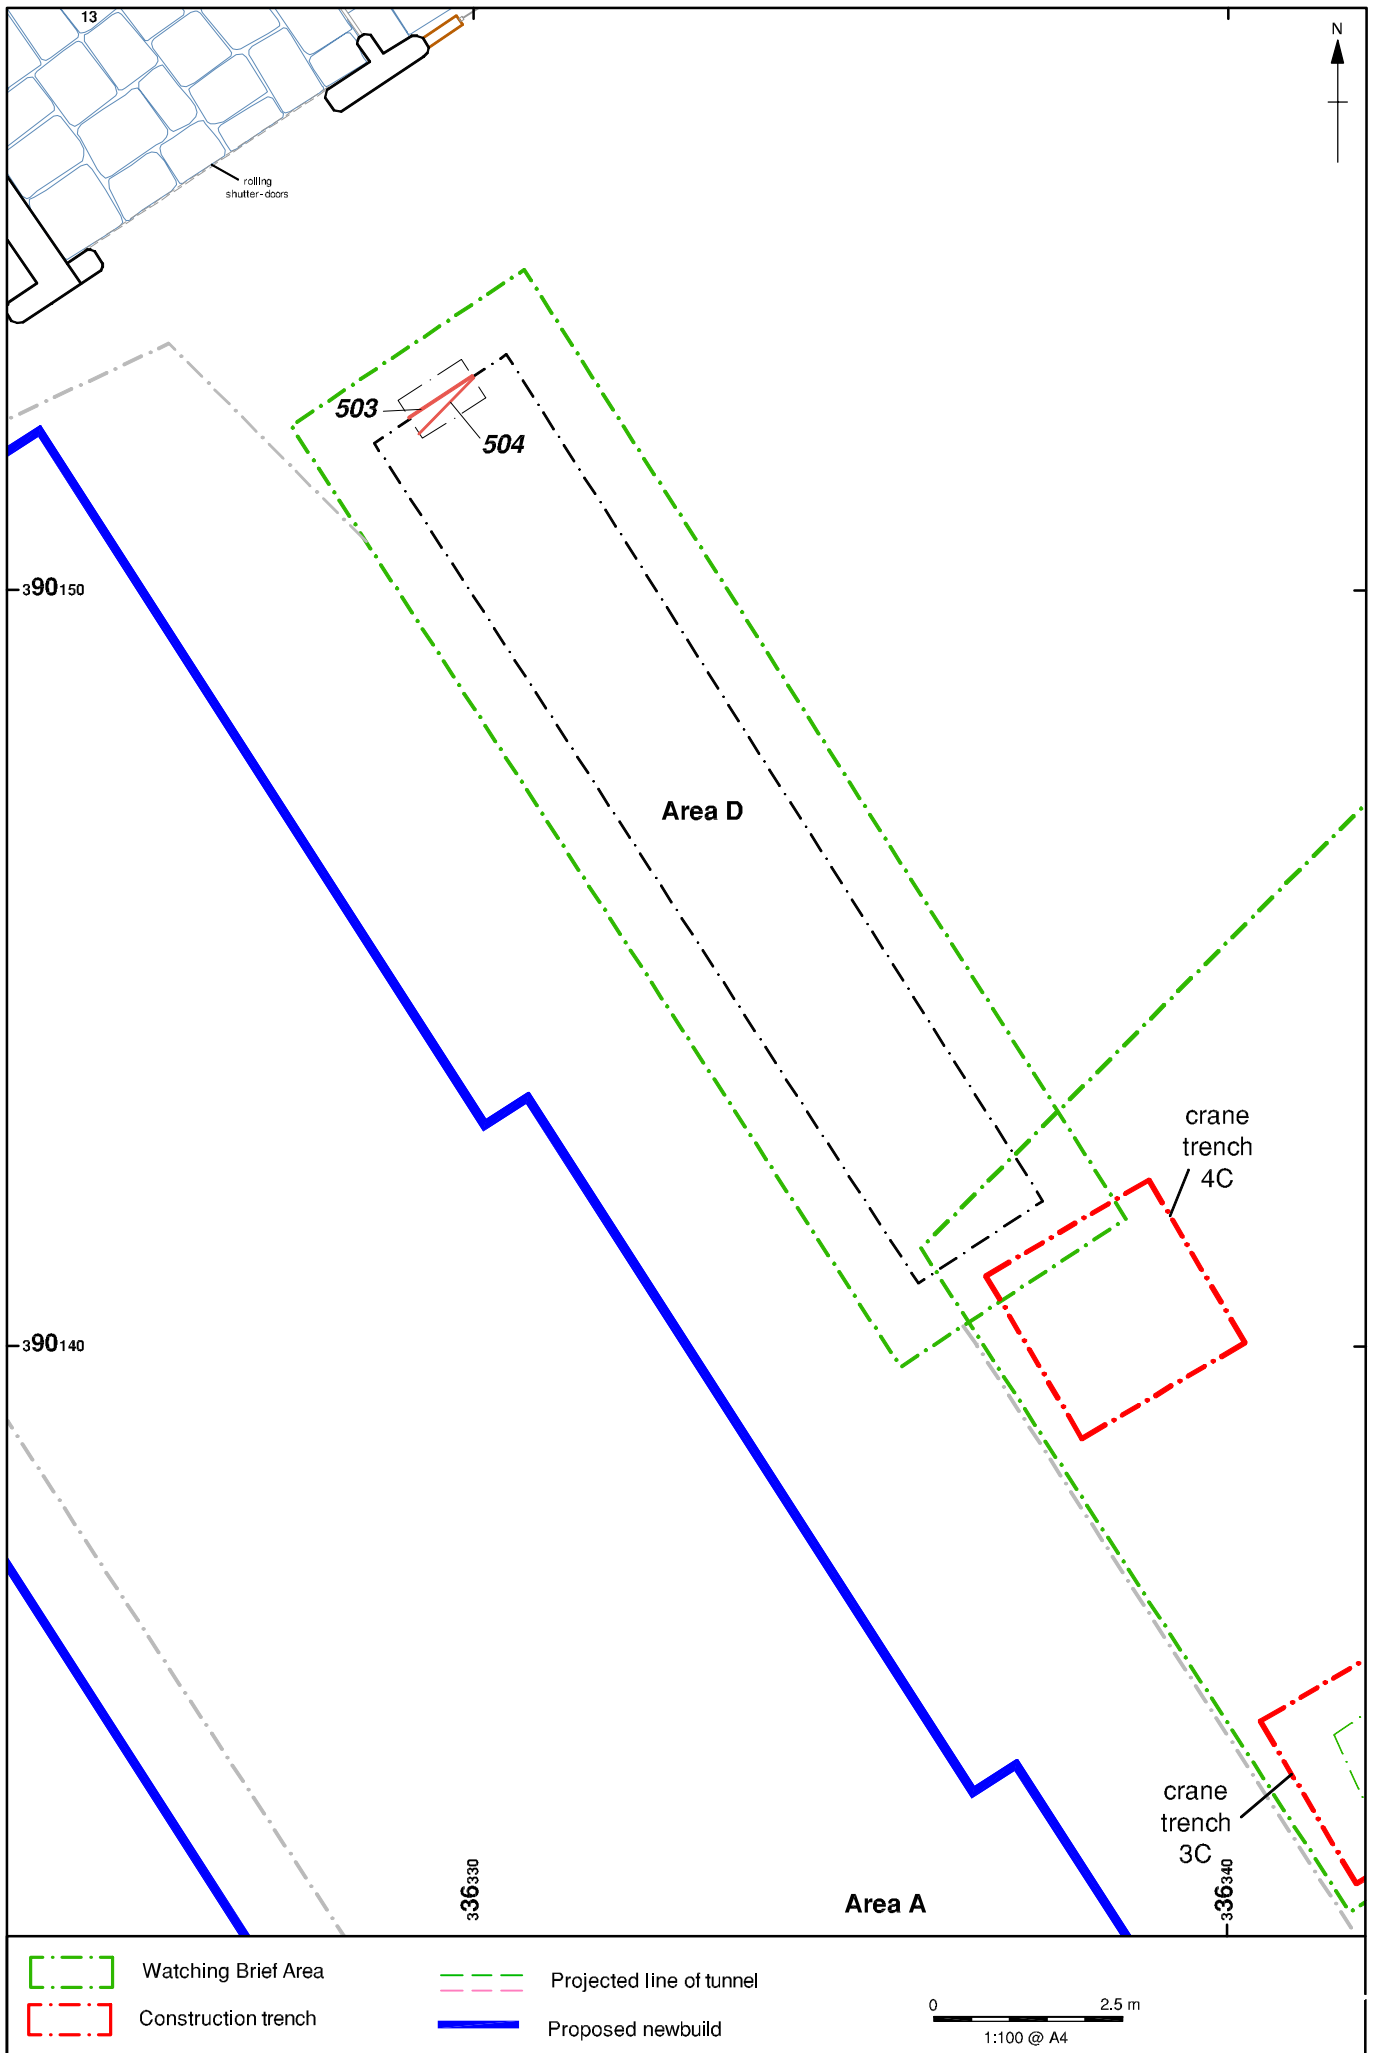 13
N
rolling
shutter-doors
503
504
390150
Area D
crane
trench
4C
390140
crane
trench
3C
336330
336340
Area A
Watching Brief Area
Construction trench
Projected line of tunnel
Proposed newbuild
0 2.5 m
1:100 @ A4